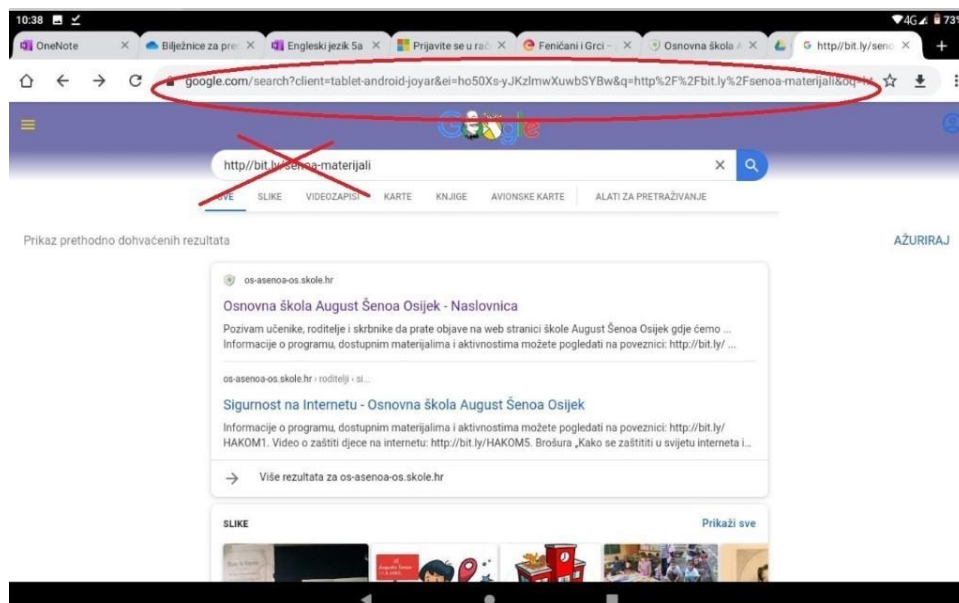 10:38 4G 73%
OneNote Bilježnice za pre Engleski jezik 5a Prijavite se u rač Feničani i Grci - Osnovna škola G http//bit.ly/seno
google.com/search?client=tablet-android-joyar&ei=ho50Xs-yJKzlmwXuwbSYBw&q=http%2F%2Fbit.ly%2Fsenoa-materijali&oq=ht
Google
http//bit.ly/senoa-materijali
SVE SLIKE VIDEOZAPISI KARTE KNJIGE AVIONSKE KARTE ALATI ZA PRETRAŽIVANJE
Prikaz prethodno dohvaćenih rezultata AŽURIRAJ
os-asenoa-os.skole.hr
Osnovna škola August Šenoa Osijek - Naslovnica
Pozivam učenike, roditelje i skrbnike da prate objave na web stranici škole August Šenoa Osijek gdje ćemo ...
Informacije o programu, dostupnim materijalima i aktivnostima možete pogledati na poveznici: http://bit.ly/ ...
os-asenoa-os.skole.hr › roditelji › si...
Sigurnost na Internetu - Osnovna škola August Šenoa Osijek
Informacije o programu, dostupnim materijalima i aktivnostima možete pogledati na poveznici: http://bit.ly/
HAKOM1. Video o zaštiti djece na internetu: http://bit.ly/HAKOM5. Brošura „Kako se zaštititi u svijetu interneta i...
Više rezultata za os-asenoa-os.skole.hr
SLIKE Prikaži sve